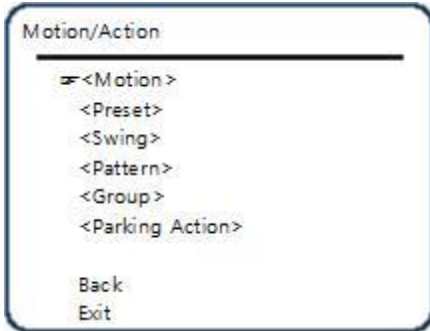 Motion/Action
☞<Motion>
<Preset>
<Swing>
<Pattern>
<Group>
<Parking Action>
Back
Exit